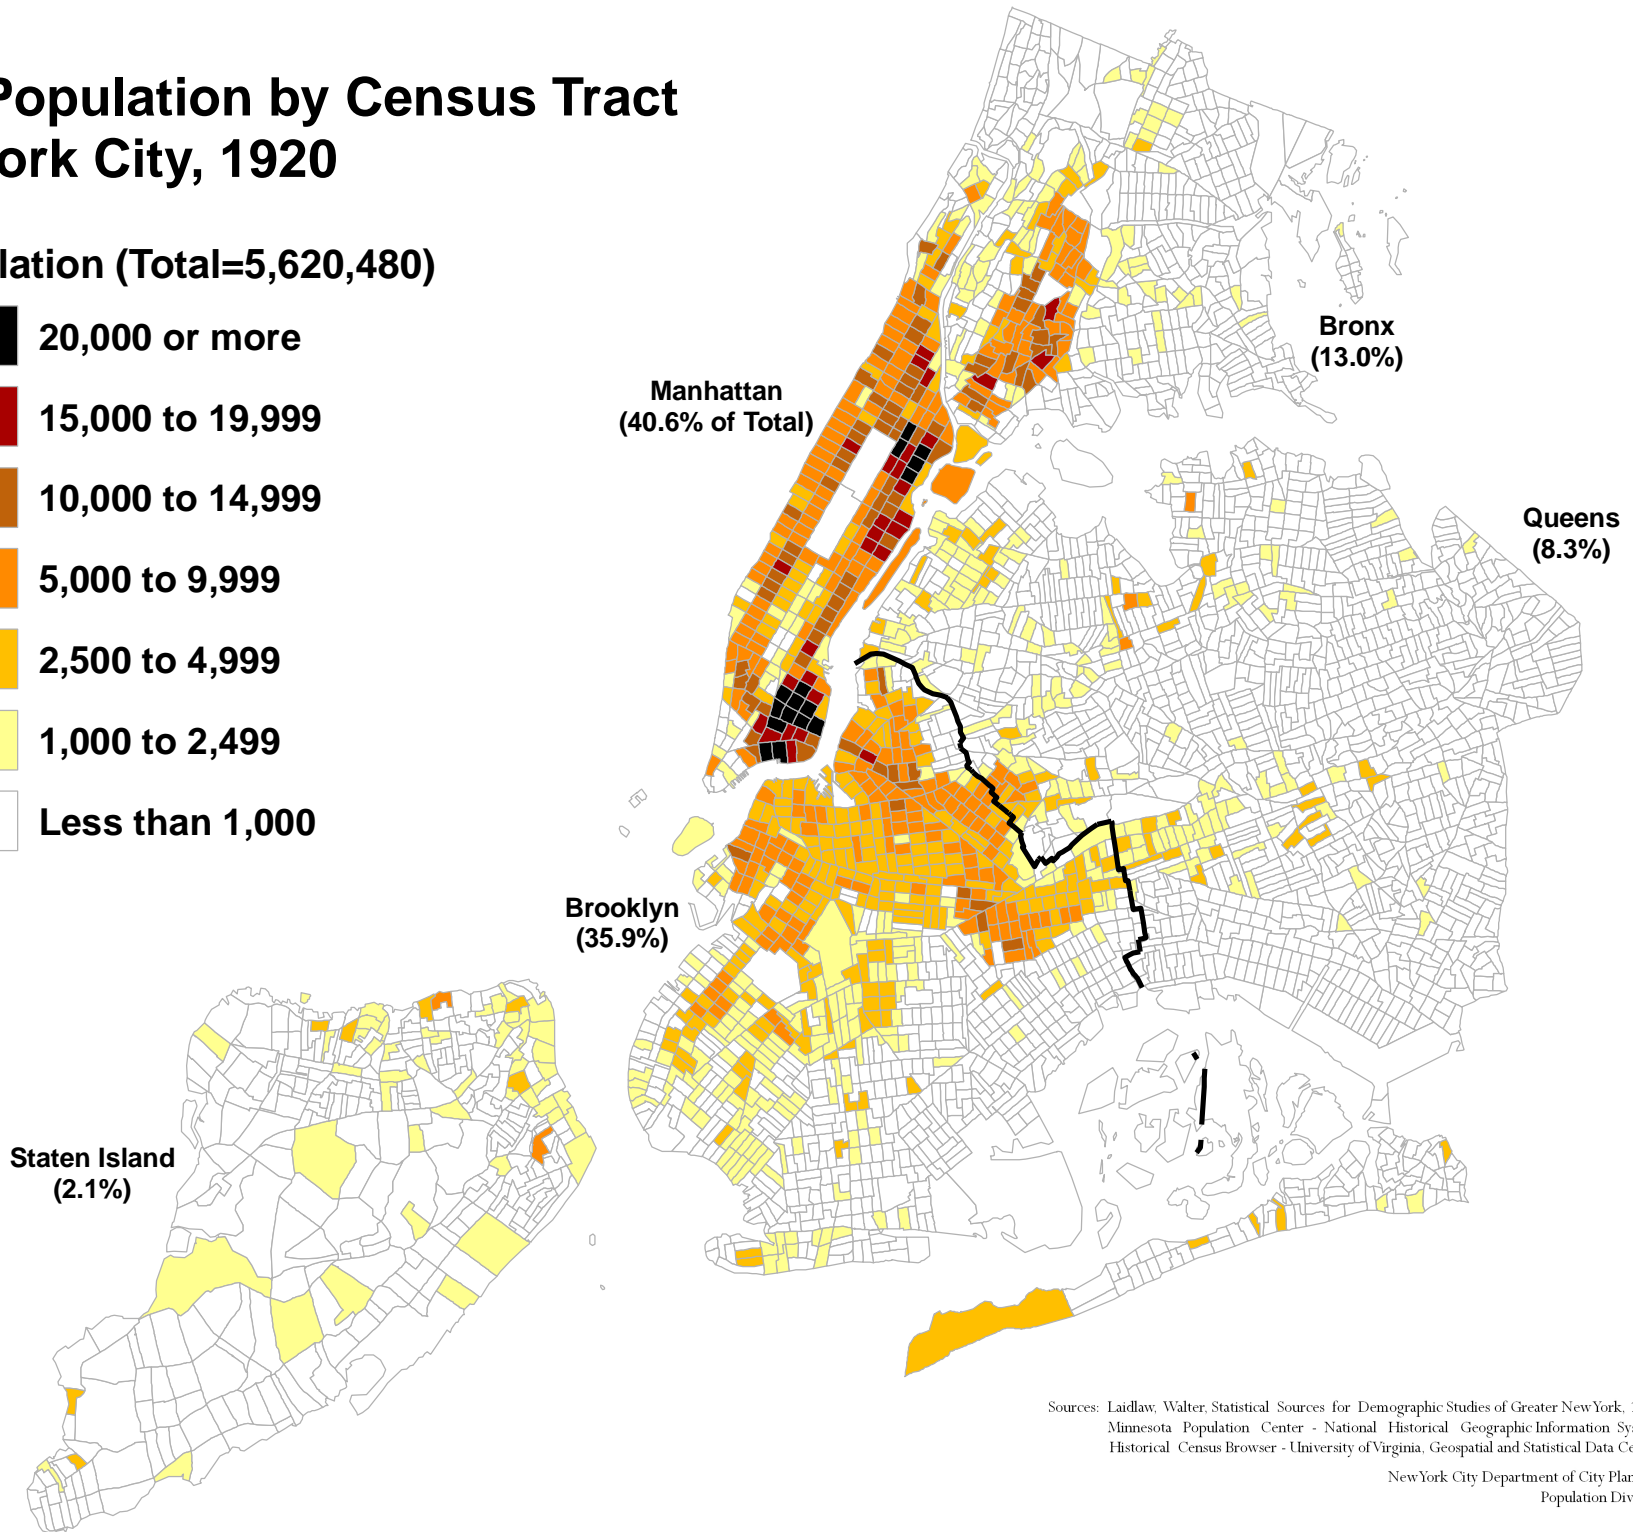 Population by Census Tract
ork City, 1920
lation (Total=5,620,480)
20,000 or more
15,000 to 19,999
10,000 to 14,999
5,000 to 9,999
2,500 to 4,999
1,000 to 2,499
Less than 1,000
Manhattan
(40.6% of Total)
Bronx
(13.0%)
Queens
(8.3%)
Brooklyn
(35.9%)
Staten Island
(2.1%)
Sources: Laidlaw, Walter, Statistical Sources for Demographic Studies of Greater New York,
Minnesota Population Center - National Historical Geographic Information Sy
Historical Census Browser - University of Virginia, Geospatial and Statistical Data Ce
New York City Department of City Plan
Population Div